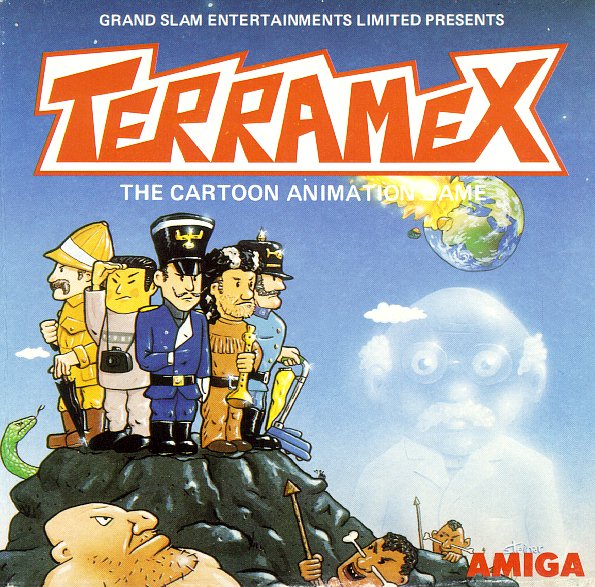 GRAND SLAM ENTERTAINMENTS LIMITED PRESENTS
TERRAMEX
THE CARTOON ANIMATION GAME
AMIGA